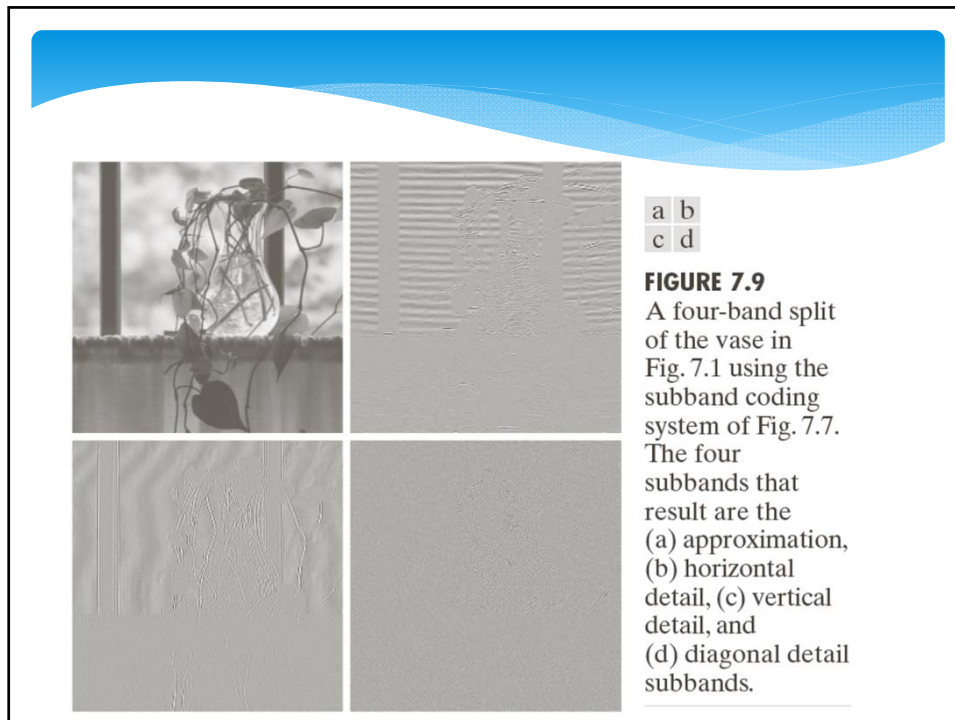 a b
c d
FIGURE 7.9
A four-band split
of the vase in
Fig. 7.1 using the
subband coding
system of Fig. 7.7.
The four
subbands that
result are the
(a) approximation,
(b) horizontal
detail, (c) vertical
detail, and
(d) diagonal detail
subbands.